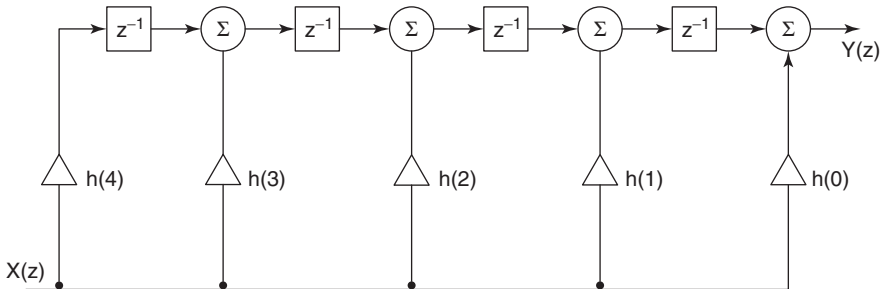 z⁻¹ Σ z⁻¹ Σ z⁻¹ Σ z⁻¹ Σ
Y(z)
h(4) h(3) h(2) h(1) h(0)
X(z)